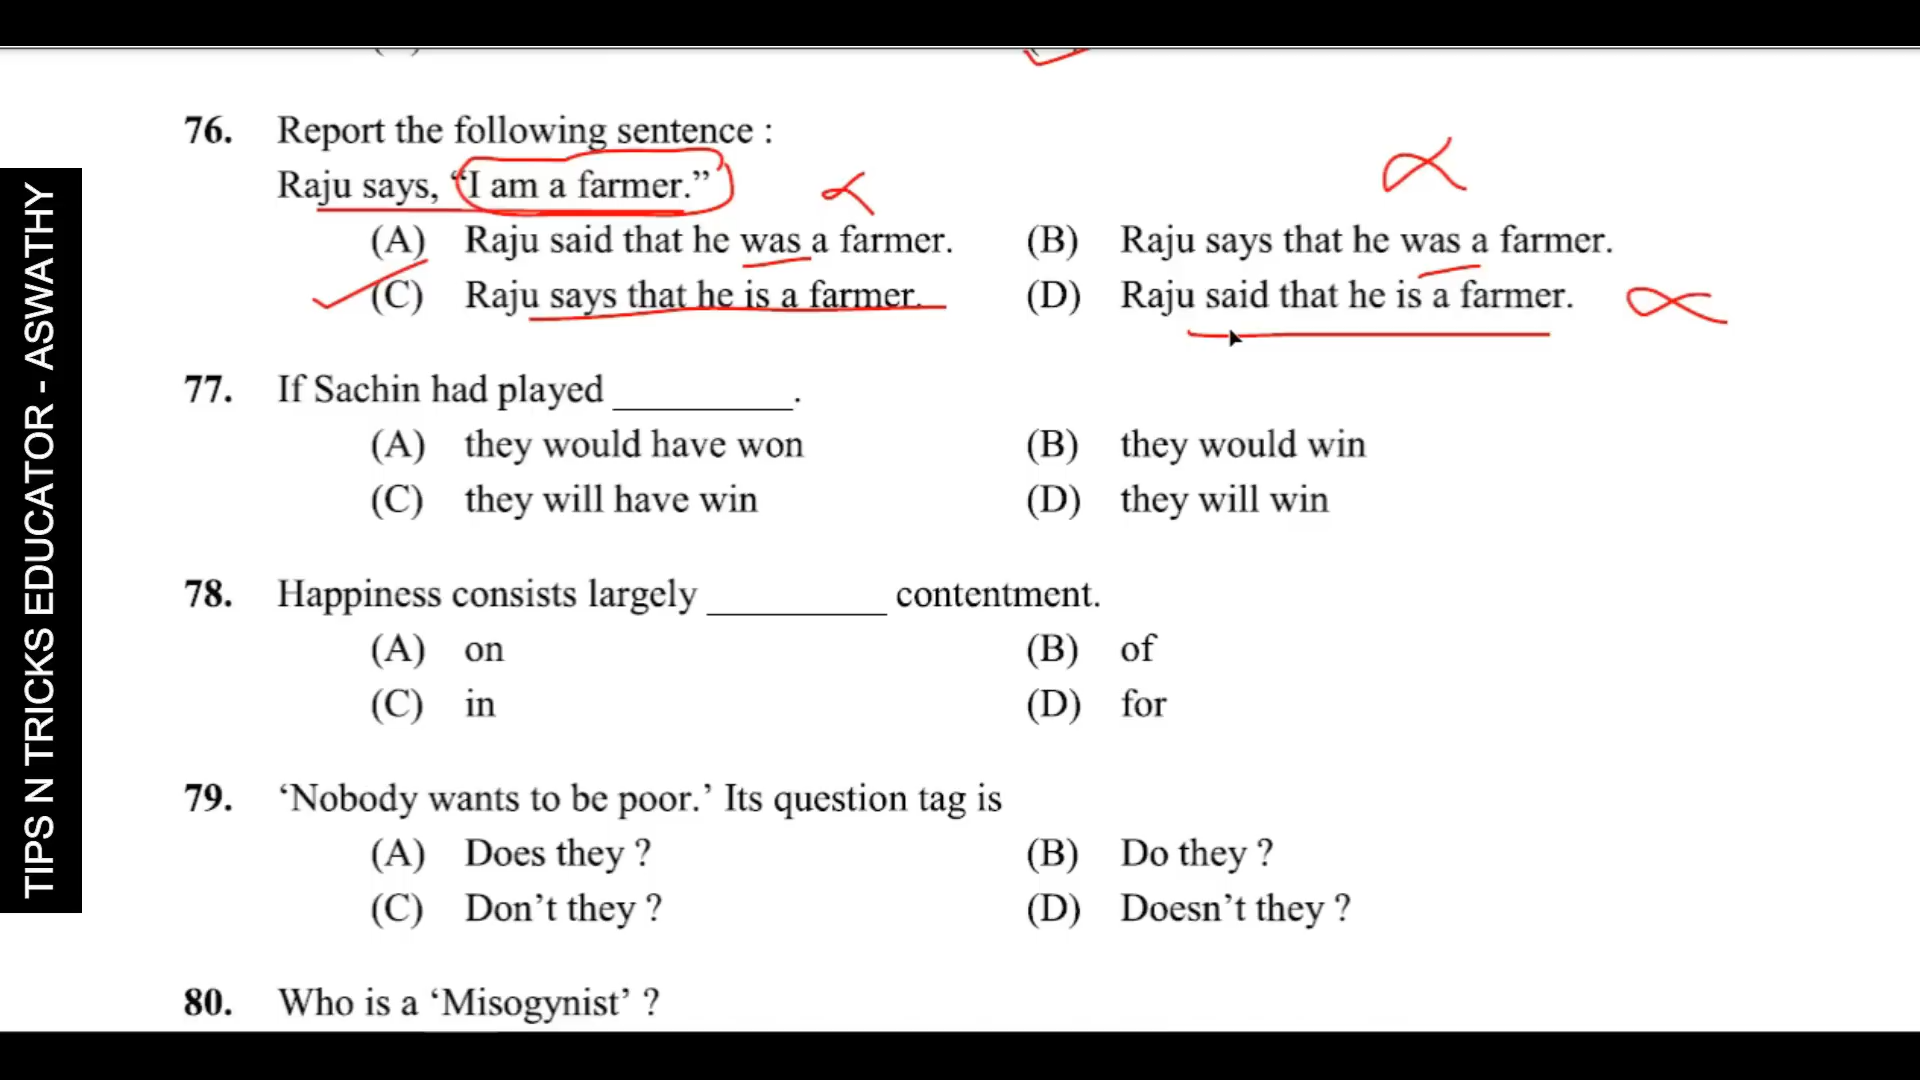 76. Report the following sentence :
Raju says, “I am a farmer.”
(A) Raju said that he was a farmer. (B) Raju says that he was a farmer.
(C) Raju says that he is a farmer. (D) Raju said that he is a farmer.
77. If Sachin had played _________.
(A) they would have won (B) they would win
(C) they will have win (D) they will win
78. Happiness consists largely _________ contentment.
(A) on (B) of
(C) in (D) for
79. ‘Nobody wants to be poor.’ Its question tag is
(A) Does they ? (B) Do they ?
(C) Don’t they ? (D) Doesn’t they ?
80. Who is a ‘Misogynist’ ?
TIPS N TRICKS EDUCATOR - ASWATHY